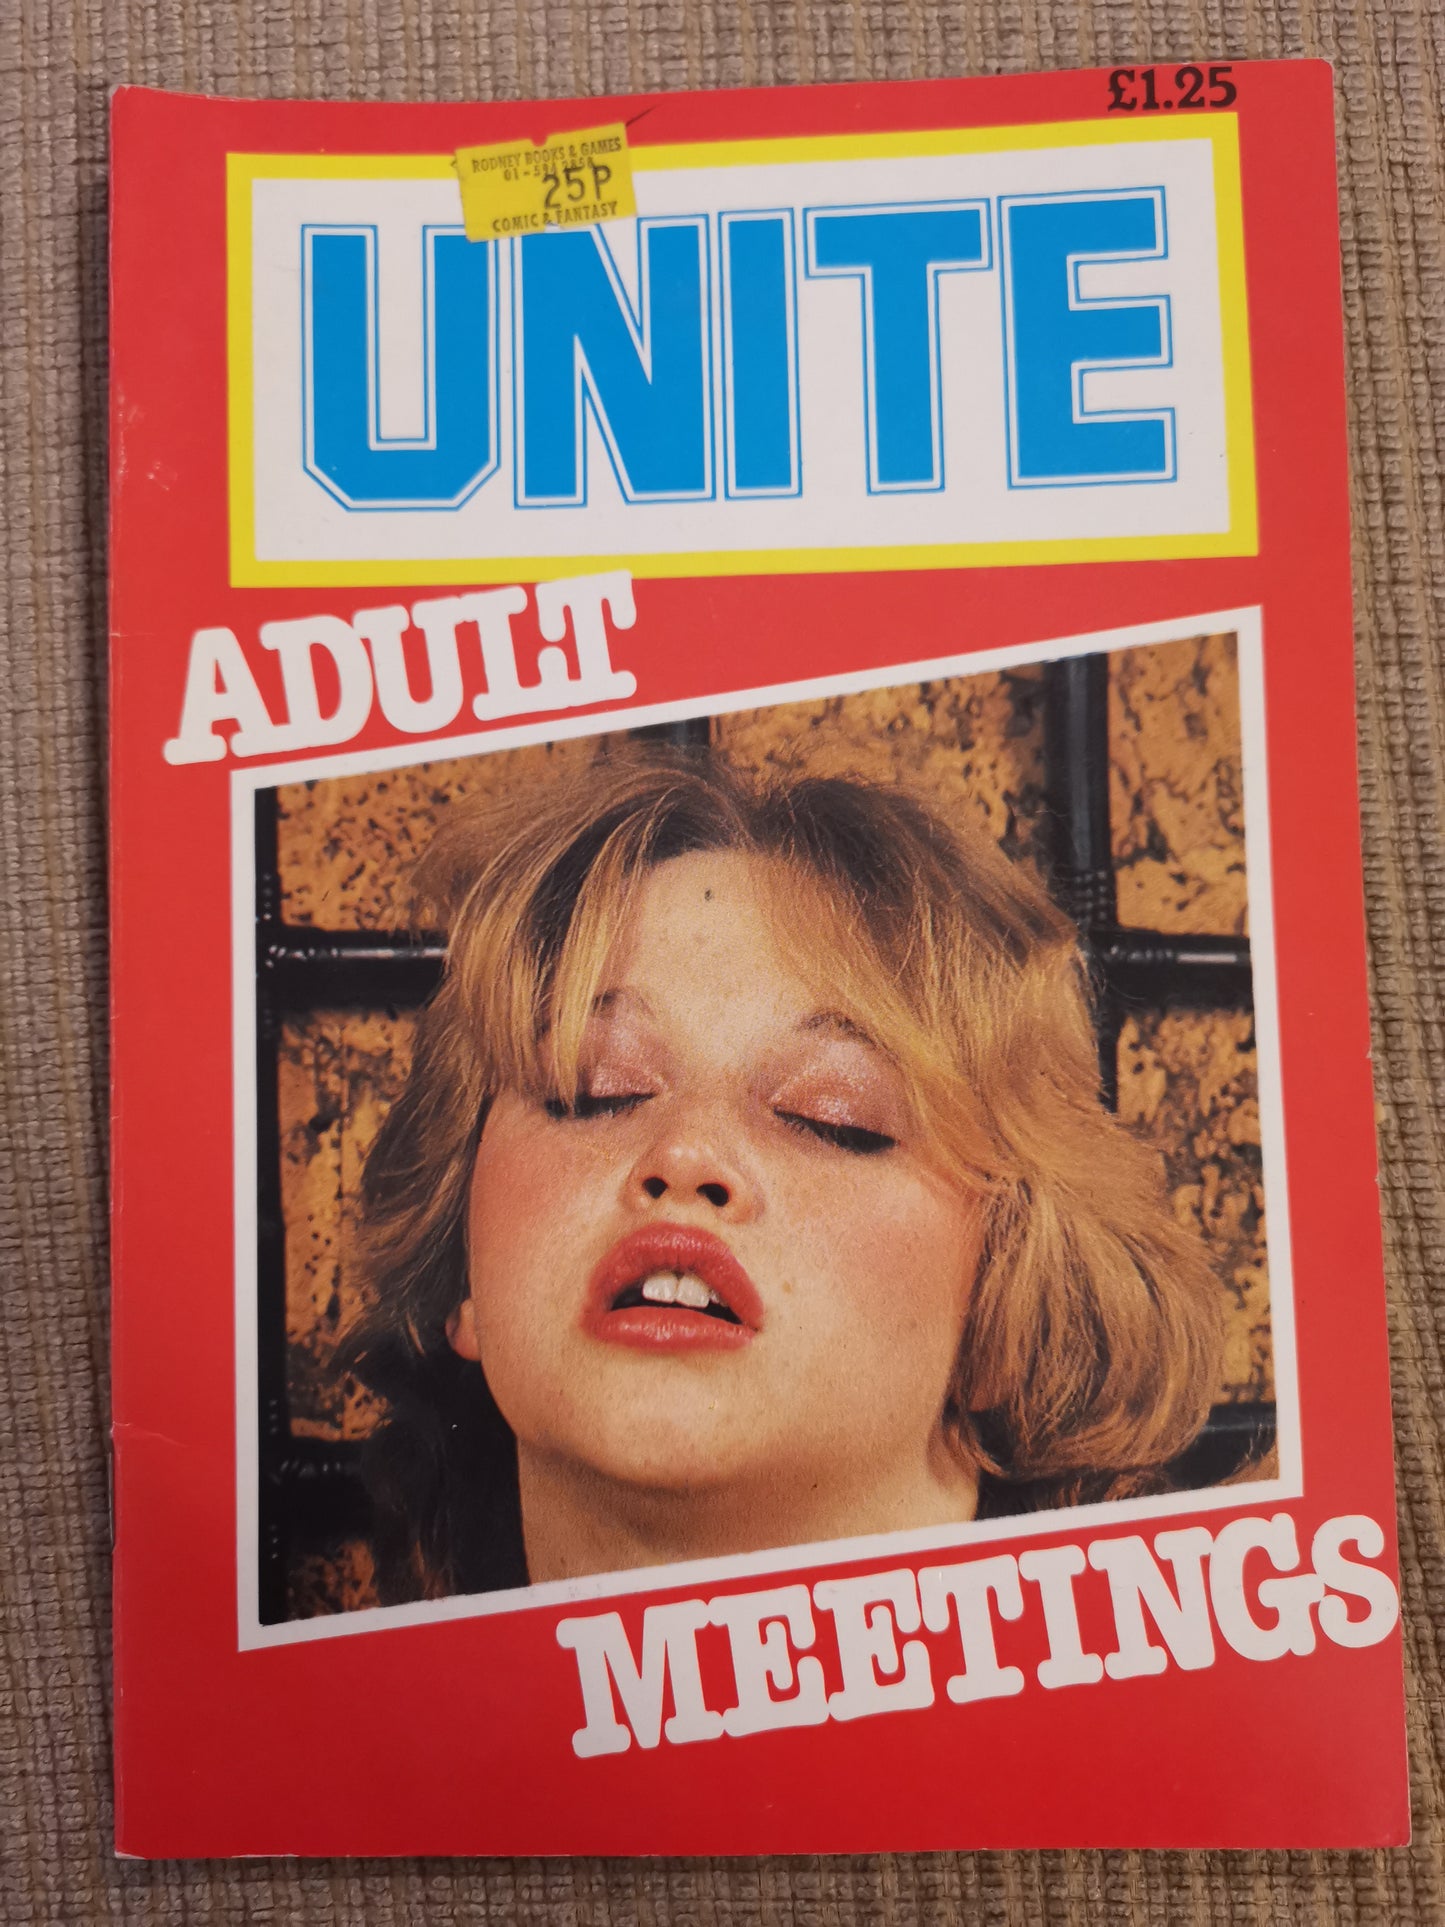 £1.25
RODNEY BOOKS & GAMES
25P
COMIC & FANTASY
UNITE
ADULT
MEETINGS